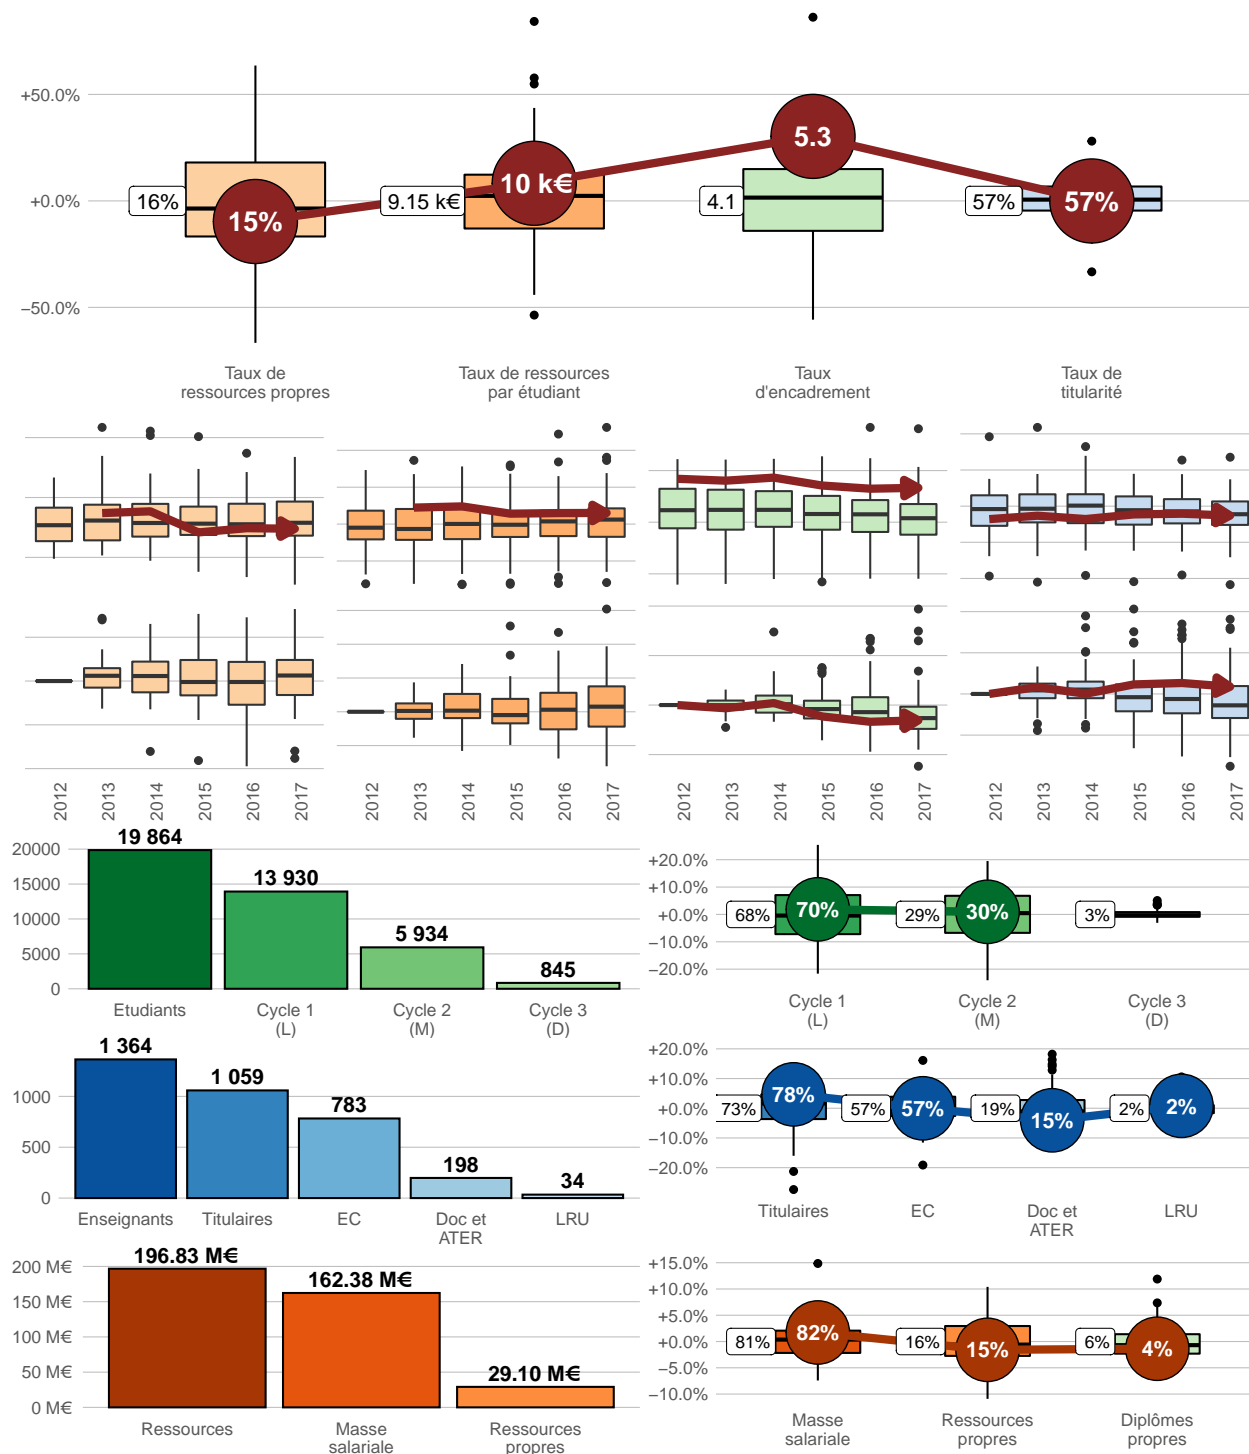 +50.0%
+0.0%
−50.0%
16%
15%
9.15 k€
10 k€
4.1
5.3
57%
57%
Taux de
ressources propres
Taux de ressources
par étudiant
Taux
d'encadrement
Taux de
titularité
2012
2013
2014
2015
2016
2017
2012
2013
2014
2015
2016
2017
2012
2013
2014
2015
2016
2017
2012
2013
2014
2015
2016
2017
20000
15000
10000
5000
0
19 864
13 930
5 934
845
Etudiants
Cycle 1
(L)
Cycle 2
(M)
Cycle 3
(D)
+20.0%
+10.0%
+0.0%
−10.0%
−20.0%
68%
70%
29%
30%
3%
Cycle 1
(L)
Cycle 2
(M)
Cycle 3
(D)
1000
500
0
1 364
1 059
783
198
34
Enseignants
Titulaires
EC
Doc et
ATER
LRU
+20.0%
+10.0%
+0.0%
−10.0%
−20.0%
73%
78%
57%
57%
19%
15%
2%
2%
Titulaires
EC
Doc et
ATER
LRU
200 M€
150 M€
100 M€
50 M€
0 M€
196.83 M€
162.38 M€
29.10 M€
Ressources
Masse
salariale
Ressources
propres
+15.0%
+10.0%
+5.0%
+0.0%
−5.0%
−10.0%
81%
82%
16%
15%
6%
4%
Masse
salariale
Ressources
propres
Diplômes
propres